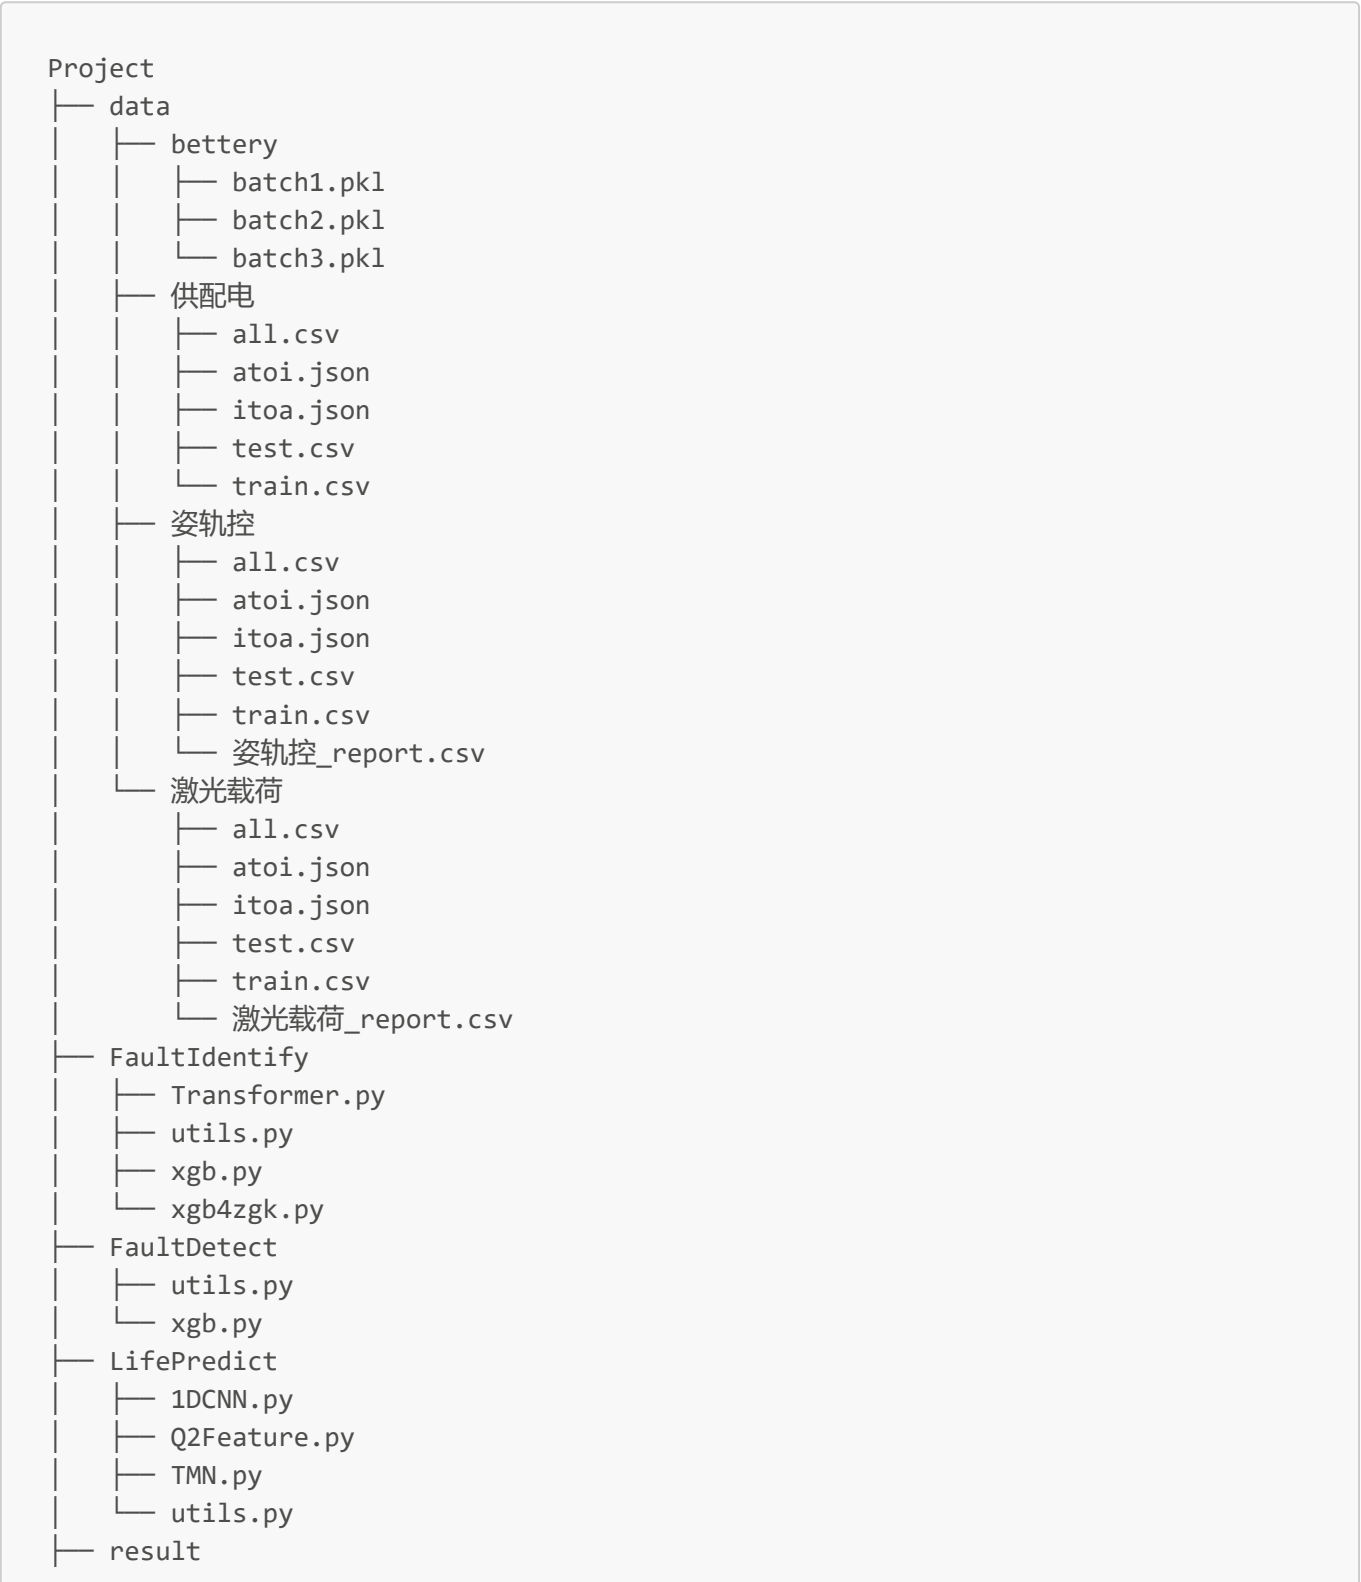 Project
├── data
│   ├── bettery
│   │   ├── batch1.pkl
│   │   ├── batch2.pkl
│   │   └── batch3.pkl
│   ├── 供配电
│   │   ├── all.csv
│   │   ├── atoi.json
│   │   ├── itoa.json
│   │   ├── test.csv
│   │   └── train.csv
│   ├── 姿轨控
│   │   ├── all.csv
│   │   ├── atoi.json
│   │   ├── itoa.json
│   │   ├── test.csv
│   │   ├── train.csv
│   │   └── 姿轨控_report.csv
│   └── 激光载荷
│       ├── all.csv
│       ├── atoi.json
│       ├── itoa.json
│       ├── test.csv
│       ├── train.csv
│       └── 激光载荷_report.csv
├── FaultIdentify
│   ├── Transformer.py
│   ├── utils.py
│   ├── xgb.py
│   └── xgb4zgk.py
├── FaultDetect
│   ├── utils.py
│   └── xgb.py
├── LifePredict
│   ├── 1DCNN.py
│   ├── Q2Feature.py
│   ├── TMN.py
│   └── utils.py
├── result